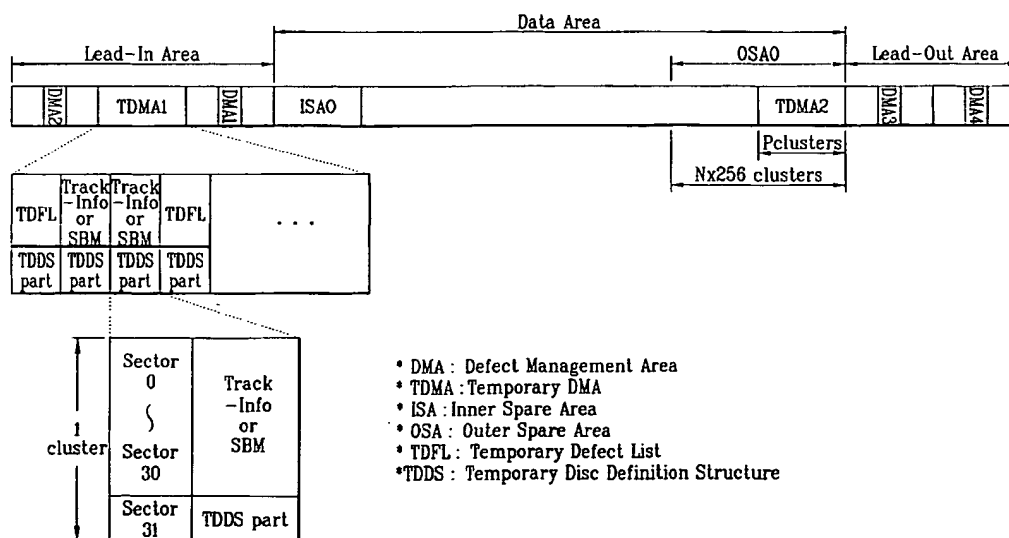 Data Area
Lead-In Area
OSA0
Lead-Out Area
DMA2
TDMA1
DMA1
ISA0
TDMA2
DMA3
DMA4
Pclusters
Nx256 clusters
TDFL
Track
-Info
or
SBM
Track
-Info
or
SBM
TDFL
. . .
TDDS
part
TDDS
part
TDDS
part
TDDS
part
1
cluster
Sector
0
∫
Sector
30
Track
-Info
or
SBM
Sector
31
TDDS part
* DMA : Defect Management Area
* TDMA : Temporary DMA
* ISA : Inner Spare Area
* OSA : Outer Spare Area
* TDFL : Temporary Defect List
*TDDS : Temporary Disc Definition Structure